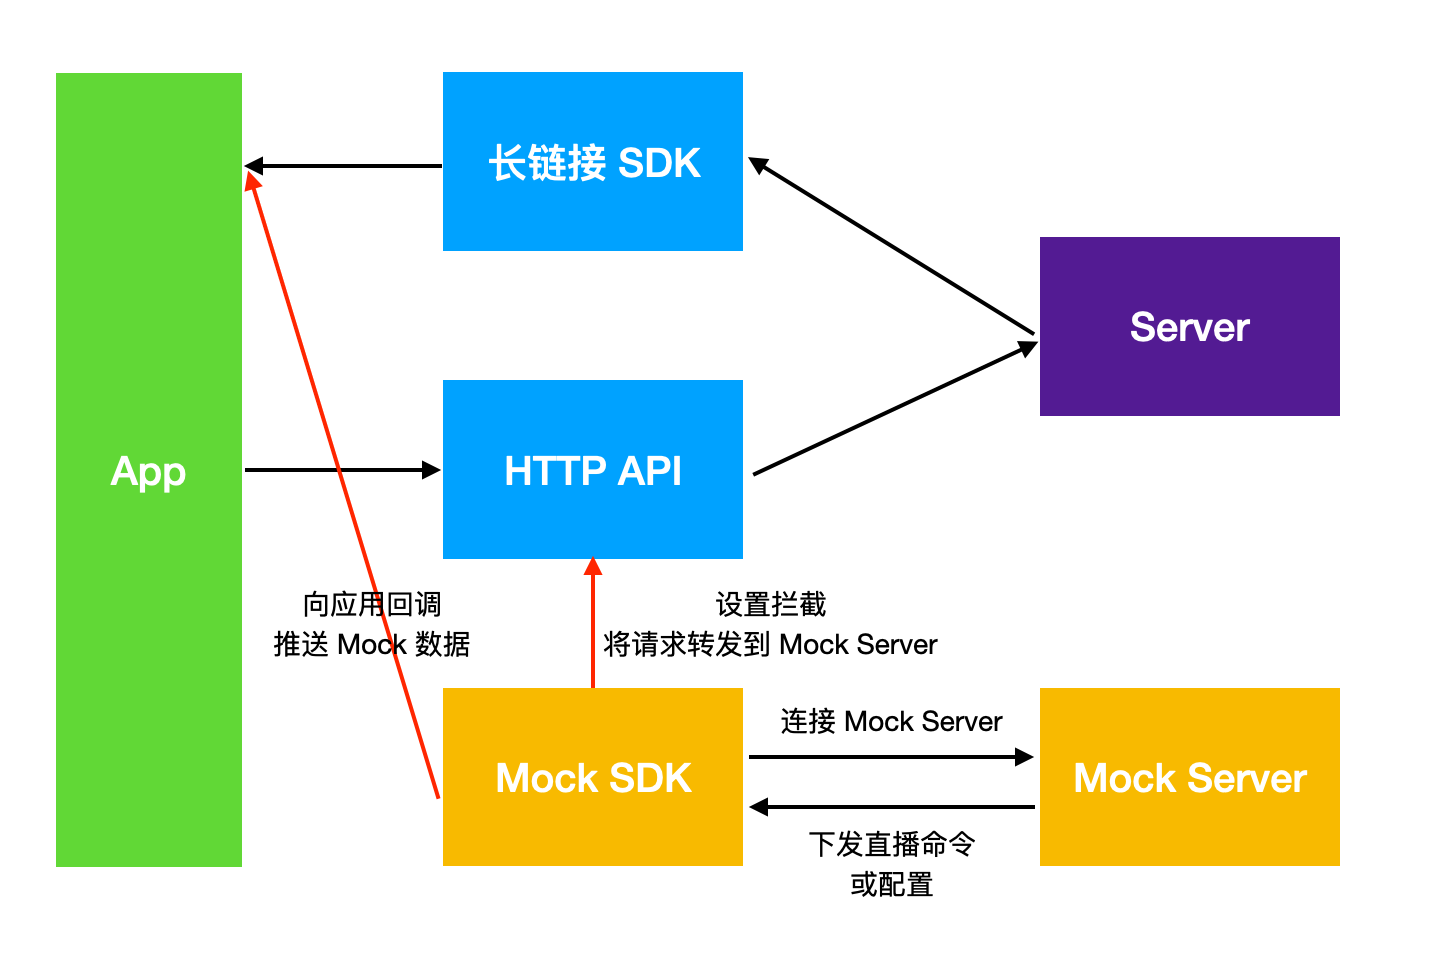 长链接 SDK
Server
App
HTTP API
向应用回调
推送 Mock 数据
设置拦截
将请求转发到 Mock Server
连接 Mock Server
Mock SDK
Mock Server
下发直播命令
或配置